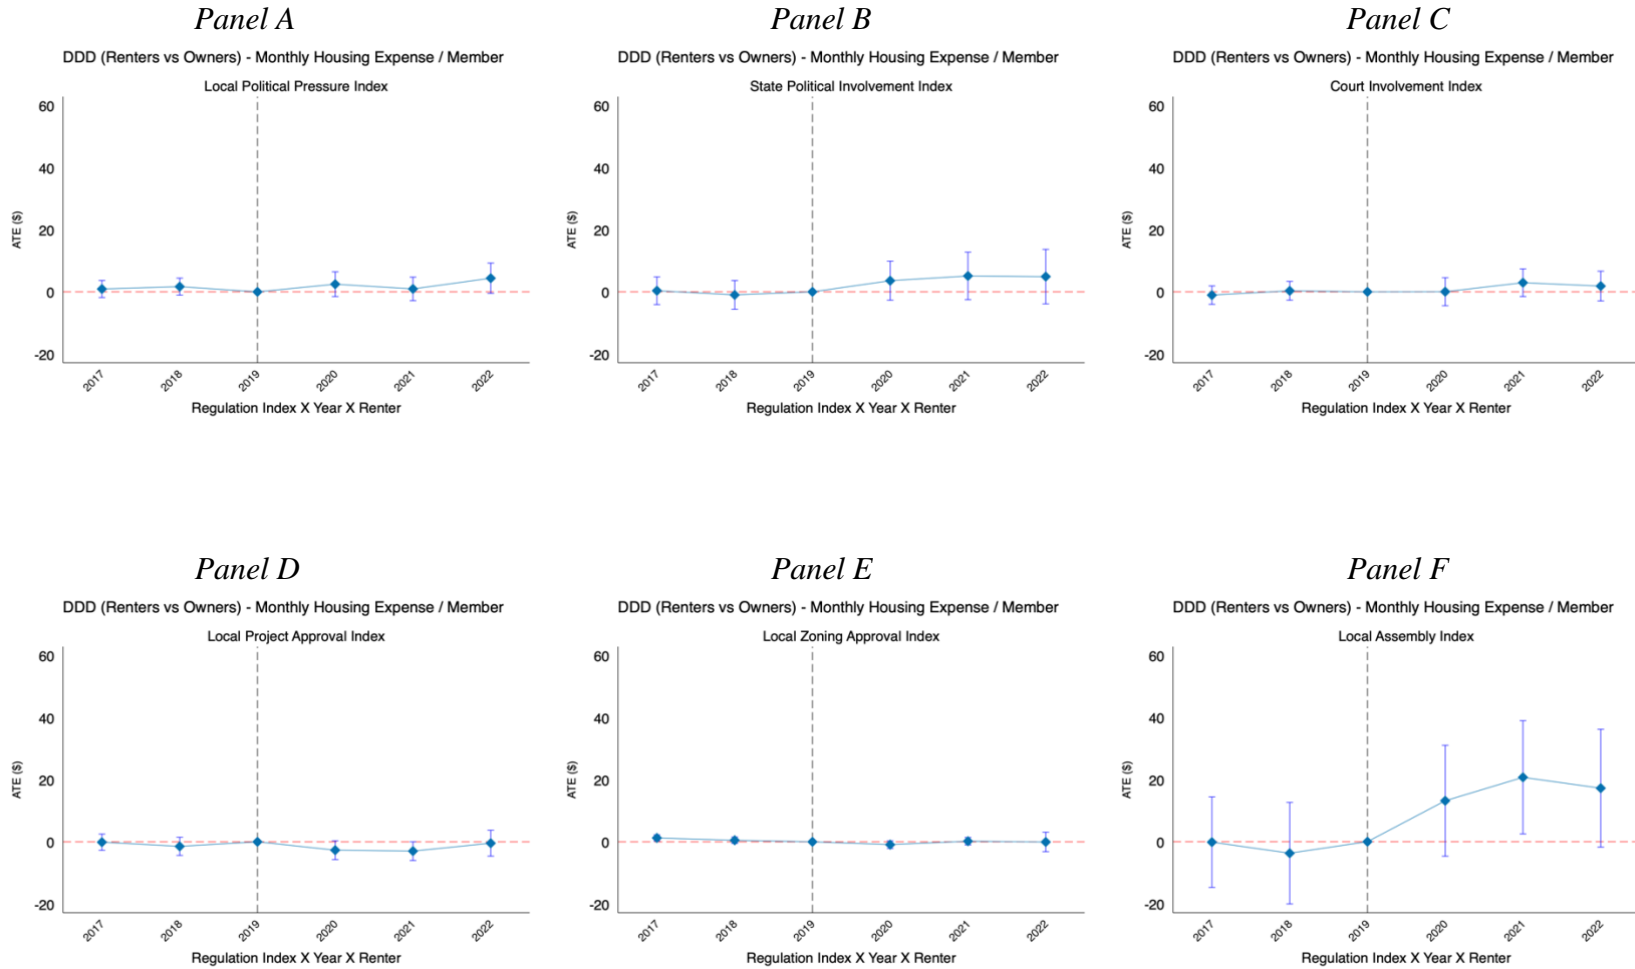 Panel A
DDD (Renters vs Owners) - Monthly Housing Expense / Member
Local Political Pressure Index
60
40
20
0
-20
ATE ($)
2017
2018
2019
2020
2021
2022
Regulation Index X Year X Renter
Panel B
DDD (Renters vs Owners) - Monthly Housing Expense / Member
State Political Involvement Index
60
40
20
0
-20
ATE ($)
2017
2018
2019
2020
2021
2022
Regulation Index X Year X Renter
Panel C
DDD (Renters vs Owners) - Monthly Housing Expense / Member
Court Involvement Index
60
40
20
0
-20
ATE ($)
2017
2018
2019
2020
2021
2022
Regulation Index X Year X Renter
Panel D
DDD (Renters vs Owners) - Monthly Housing Expense / Member
Local Project Approval Index
60
40
20
0
-20
ATE ($)
2017
2018
2019
2020
2021
2022
Regulation Index X Year X Renter
Panel E
DDD (Renters vs Owners) - Monthly Housing Expense / Member
Local Zoning Approval Index
60
40
20
0
-20
ATE ($)
2017
2018
2019
2020
2021
2022
Regulation Index X Year X Renter
Panel F
DDD (Renters vs Owners) - Monthly Housing Expense / Member
Local Assembly Index
60
40
20
0
-20
ATE ($)
2017
2018
2019
2020
2021
2022
Regulation Index X Year X Renter